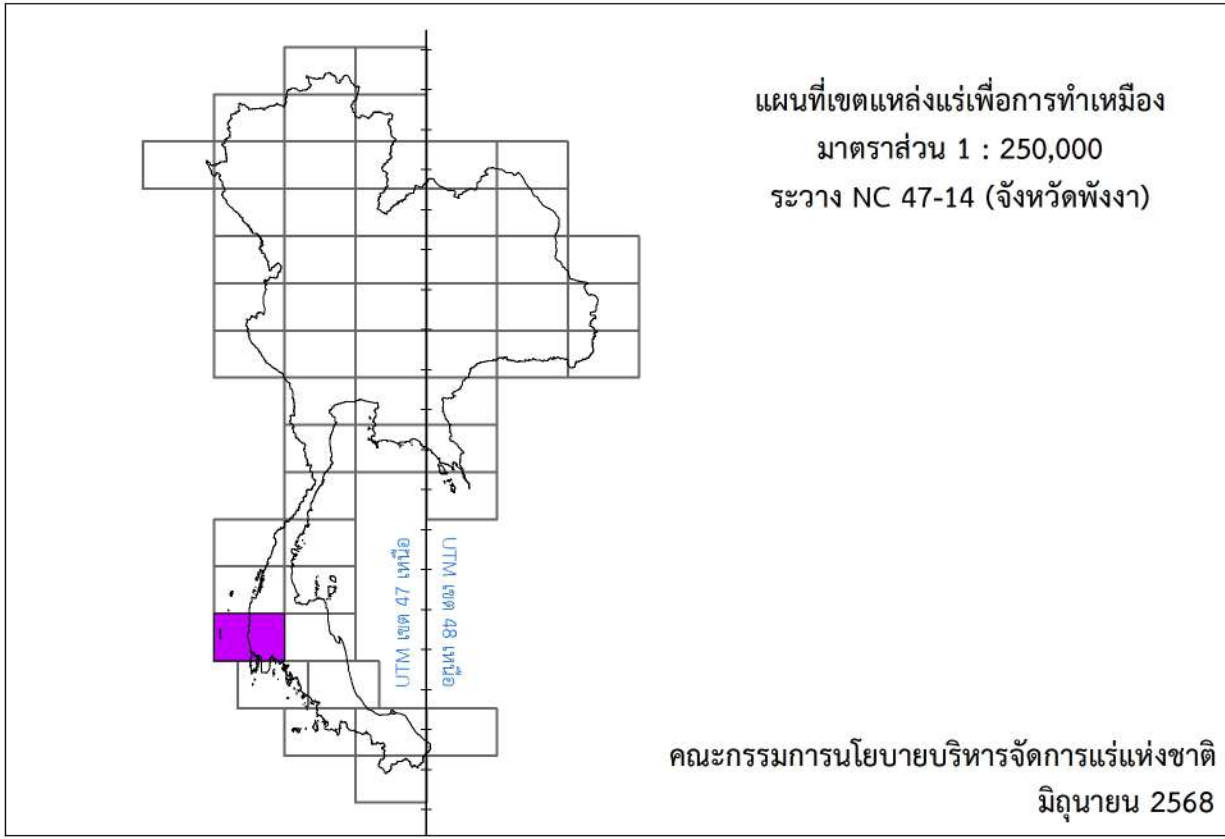 แผนที่เขตแหล่งแร่เพื่อการทำเหมือง
มาตราส่วน 1 : 250,000
ระวาง NC 47-14 (จังหวัดพังงา)
UTM เขต 47 เหนือ
UTM เขต 48 เหนือ
คณะกรรมการนโยบายบริหารจัดการแร่แห่งชาติ
มิถุนายน 2568